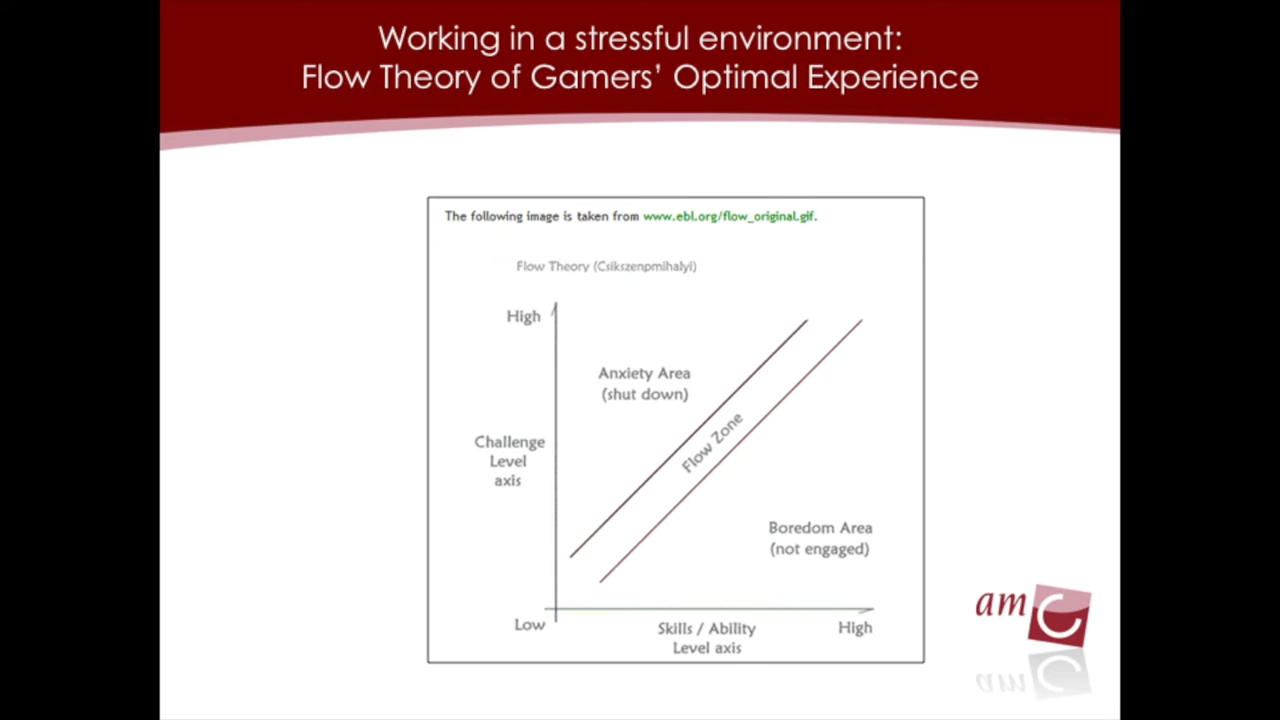 Working in a stressful environment:
Flow Theory of Gamers' Optimal Experience
The following image is taken from www.ebl.org/flow_original.gif.
Flow Theory (Csikszenpmihalyi)
High
Anxiety Area
(shut down)
Challenge
Level
axis
Flow Zone
Boredom Area
(not engaged)
Low
Skills / Ability
Level axis
High
amC